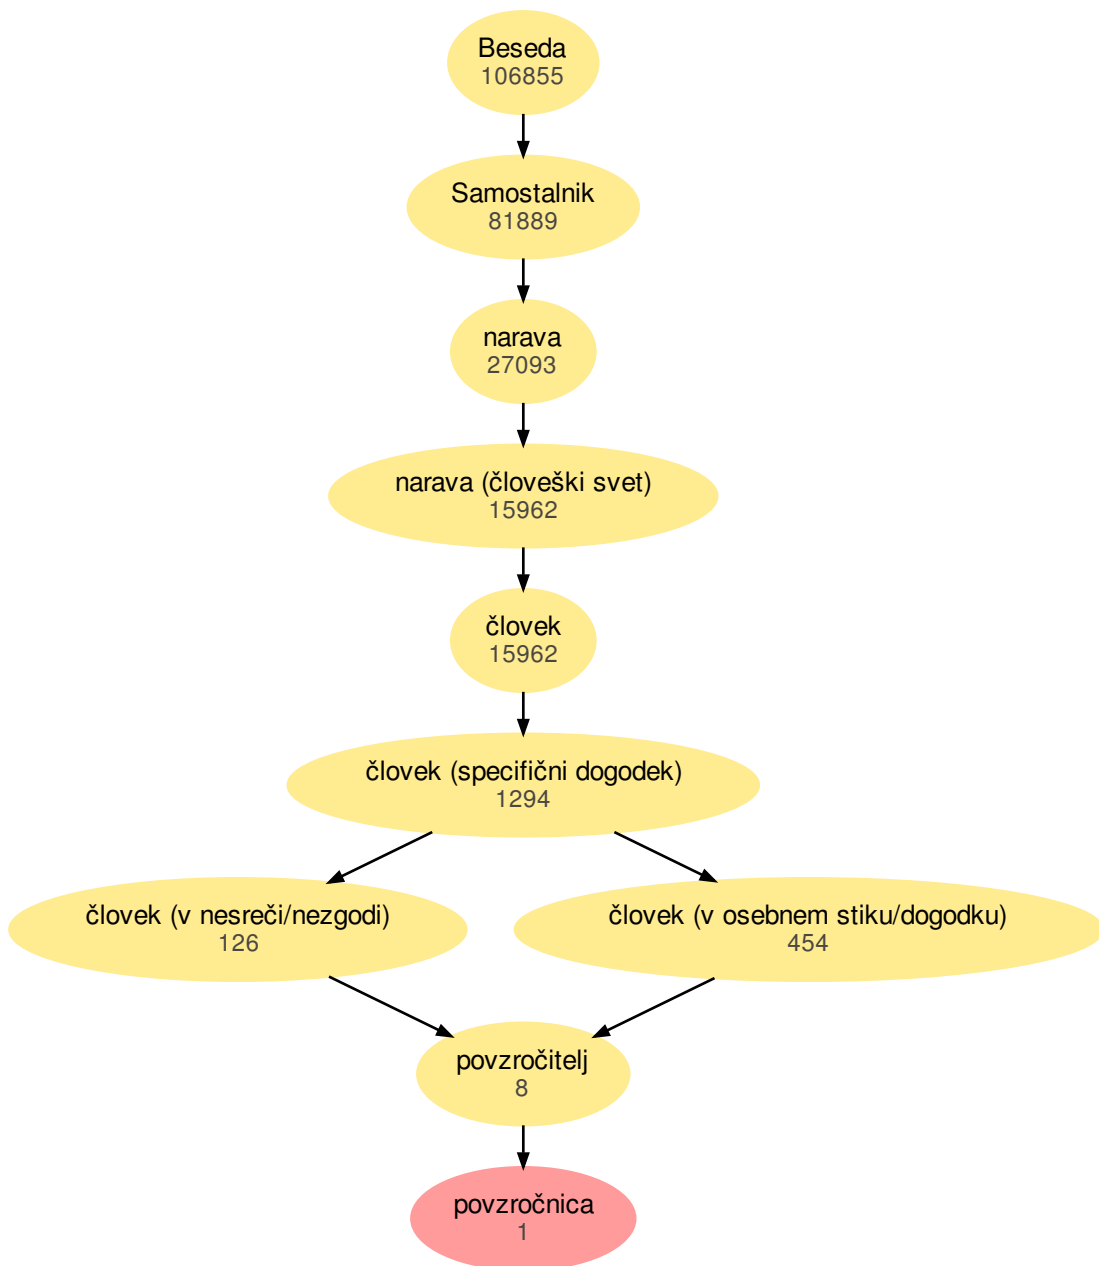 Beseda
106855
Samostalnik
81889
narava
27093
narava (človeški svet)
15962
človek
15962
človek (specifični dogodek)
1294
človek (v nesreči/nezgodi)
126
človek (v osebnem stiku/dogodku)
454
povzročitelj
8
povzročnica
1